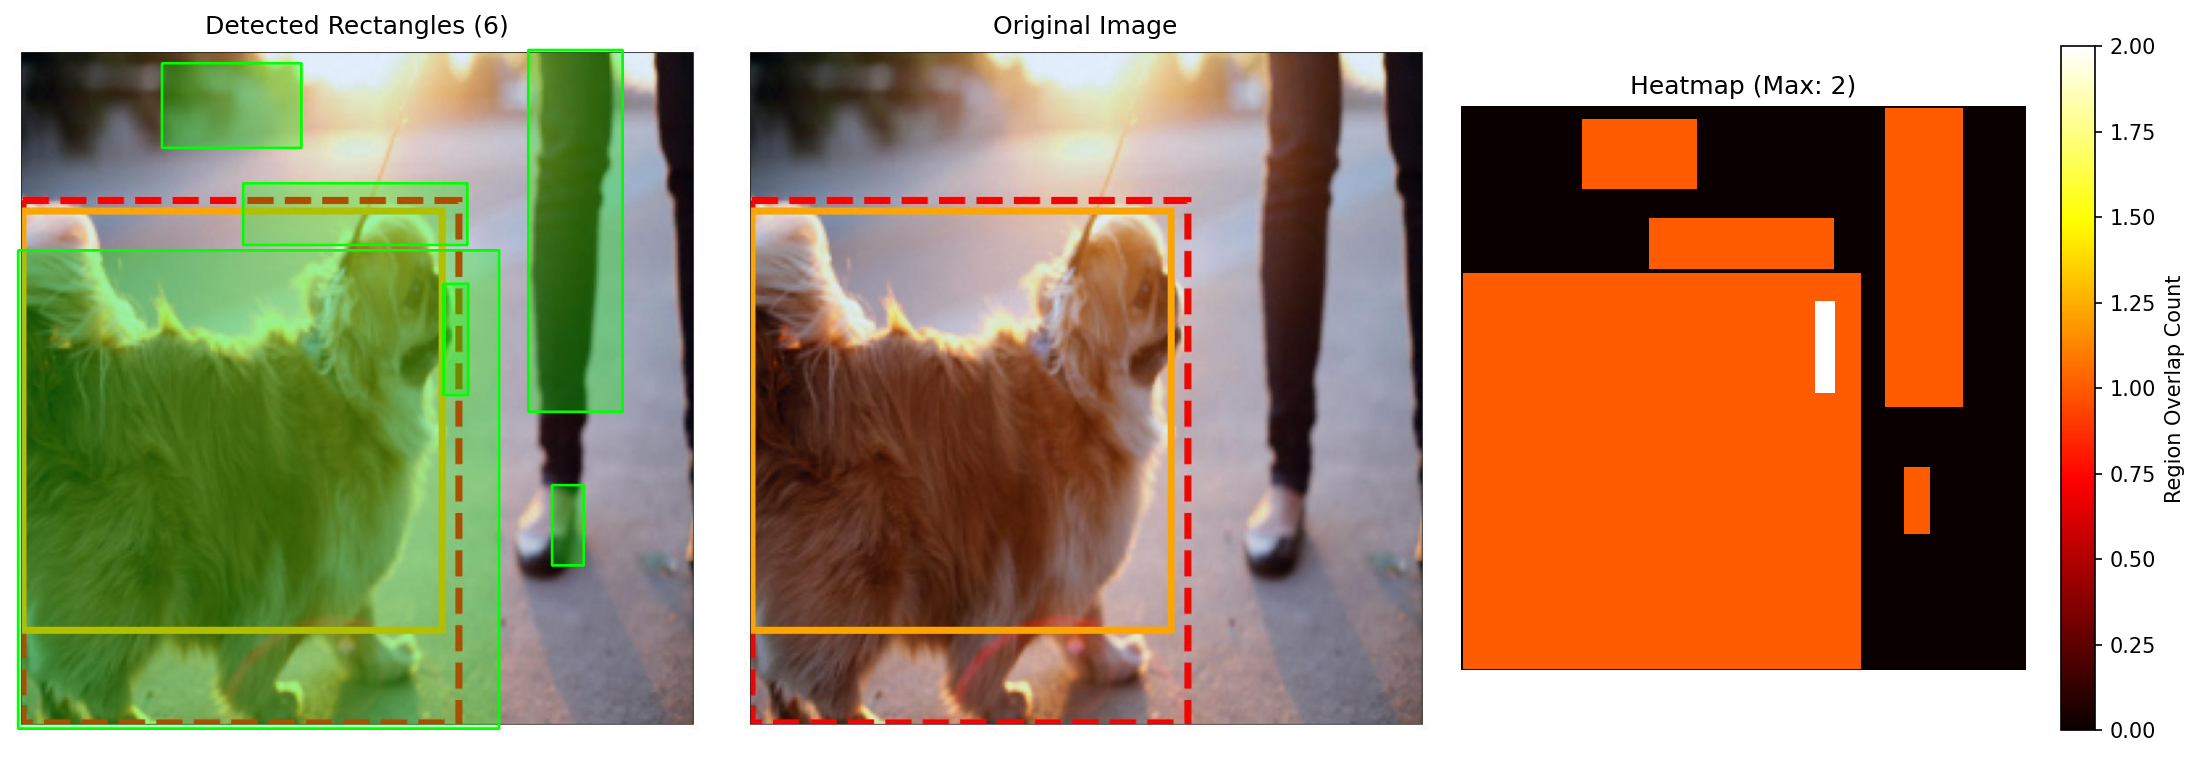 Detected Rectangles (6)
Original Image
Heatmap (Max: 2)
2.00
1.75
1.50
1.25
1.00
0.75
0.50
0.25
0.00
Region Overlap Count